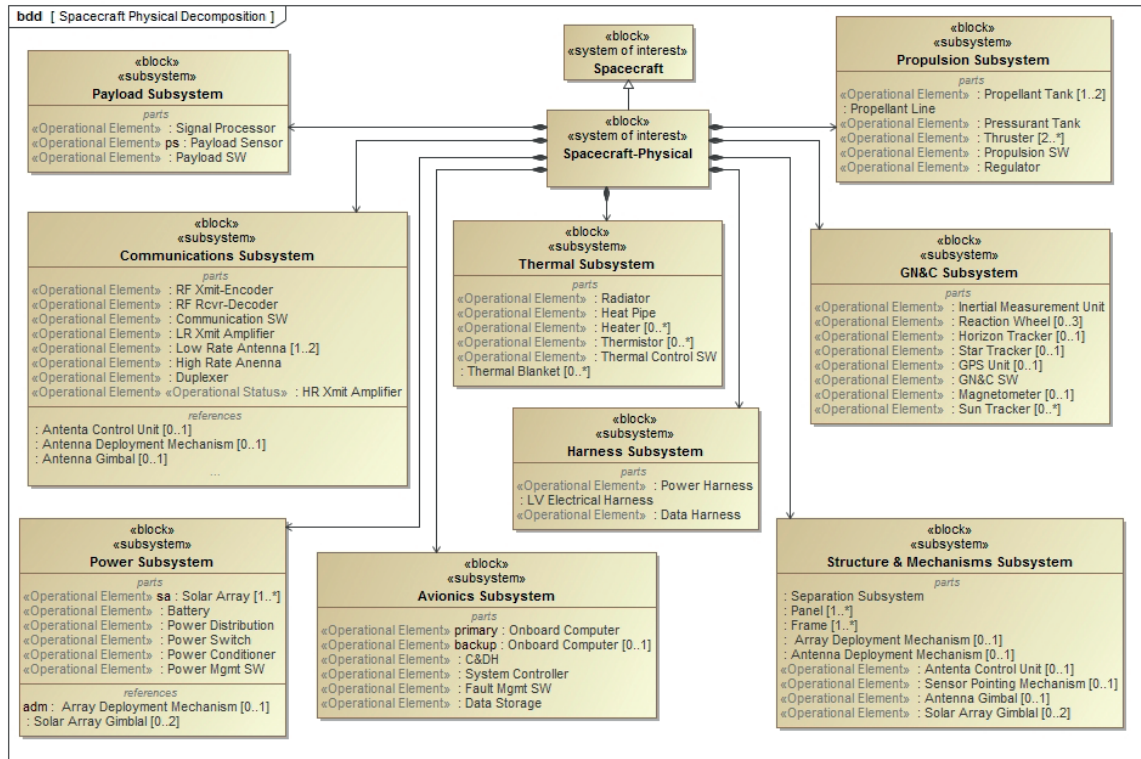 bdd [ Spacecraft Physical Decomposition ]
«block»
«subsystem»
Payload Subsystem
parts
«Operational Element» : Signal Processor
«Operational Element» ps : Payload Sensor
«Operational Element» : Payload SW
«block»
«system of interest»
Spacecraft
«block»
«system of interest»
Spacecraft-Physical
«block»
«subsystem»
Propulsion Subsystem
parts
«Operational Element» : Propellant Tank [1..2]
: Propellant Line
«Operational Element» : Pressurant Tank
«Operational Element» : Thruster [2..*]
«Operational Element» : Propulsion SW
«Operational Element» : Regulator
«block»
«subsystem»
Communications Subsystem
parts
«Operational Element» : RF Xmit-Encoder
«Operational Element» : RF Rcvr-Decoder
«Operational Element» : Communication SW
«Operational Element» : LR Xmit Amplifier
«Operational Element» : Low Rate Antenna [1..2]
«Operational Element» : High Rate Anenna
«Operational Element» : Duplexer
«Operational Element» «Operational Status» : HR Xmit Amplifier
references
: Antenta Control Unit [0..1]
: Antenna Deployment Mechanism [0..1]
: Antenna Gimbal [0..1]
...
«block»
«subsystem»
Thermal Subsystem
parts
«Operational Element» : Radiator
«Operational Element» : Heat Pipe
«Operational Element» : Heater [0..*]
«Operational Element» : Thermistor [0..*]
«Operational Element» : Thermal Control SW
: Thermal Blanket [0..*]
«block»
«subsystem»
GN&C Subsystem
parts
«Operational Element» : Inertial Measurement Unit
«Operational Element» : Reaction Wheel [0..3]
«Operational Element» : Horizon Tracker [0..1]
«Operational Element» : Star Tracker [0..1]
«Operational Element» : GPS Unit [0..1]
«Operational Element» : GN&C SW
«Operational Element» : Magnetometer [0..1]
«Operational Element» : Sun Tracker [0..*]
«block»
«subsystem»
Harness Subsystem
parts
«Operational Element» : Power Harness
: LV Electrical Harness
«Operational Element» : Data Harness
«block»
«subsystem»
Power Subsystem
parts
«Operational Element» sa : Solar Array [1..*]
«Operational Element» : Battery
«Operational Element» : Power Distribution
«Operational Element» : Power Switch
«Operational Element» : Power Conditioner
«Operational Element» : Power Mgmt SW
references
adm : Array Deployment Mechanism [0..1]
: Solar Array Gimblal [0..2]
«block»
«subsystem»
Avionics Subsystem
parts
«Operational Element» primary : Onboard Computer
«Operational Element» backup : Onboard Computer [0..1]
«Operational Element» : C&DH
«Operational Element» : System Controller
«Operational Element» : Fault Mgmt SW
«Operational Element» : Data Storage
«block»
«subsystem»
Structure & Mechanisms Subsystem
parts
: Separation Subsystem
: Panel [1..*]
: Frame [1..*]
: Array Deployment Mechanism [0..1]
: Antenna Deployment Mechanism [0..1]
«Operational Element» : Antenta Control Unit [0..1]
«Operational Element» : Sensor Pointing Mechanism [0..1]
«Operational Element» : Antenna Gimbal [0..1]
«Operational Element» : Solar Array Gimblal [0..2]